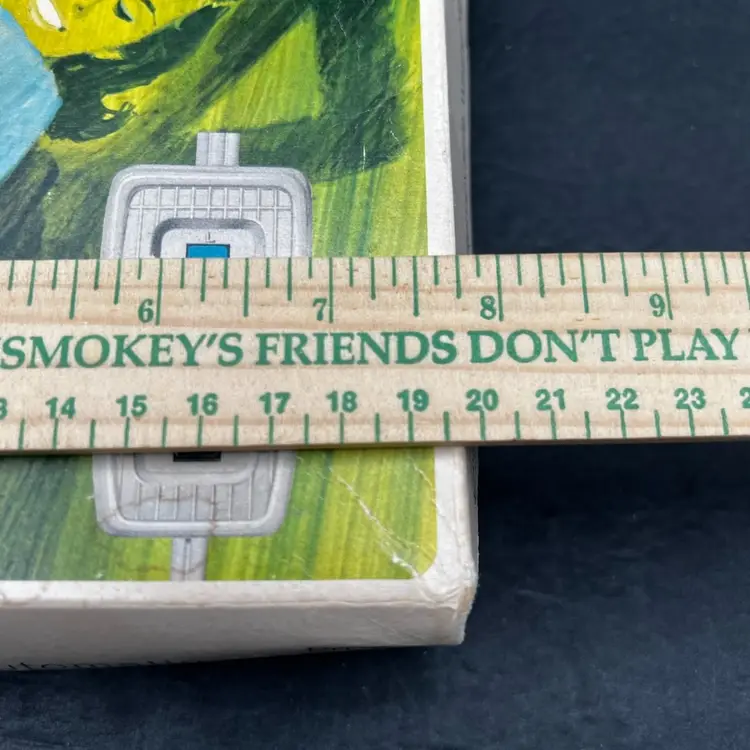 6 7 8 9
SMOKEY'S FRIENDS DON'T PLAY
14 15 16 17 18 19 20 21 22 23